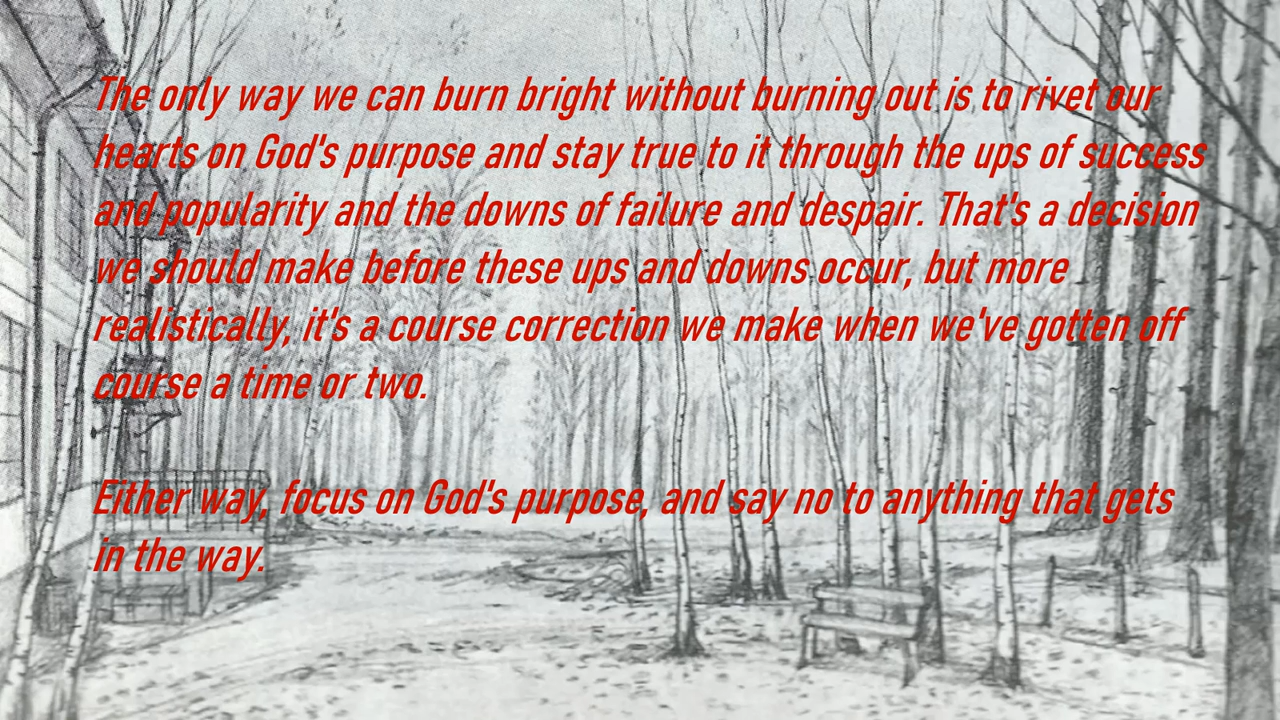 The only way we can burn bright without burning out is to rivet our
hearts on God's purpose and stay true to it through the ups of success
and popularity and the downs of failure and despair. That's a decision
we should make before these ups and downs occur, but more
realistically, it's a course correction we make when we've gotten off
course a time or two.
Either way, focus on God's purpose, and say no to anything that gets
in the way.